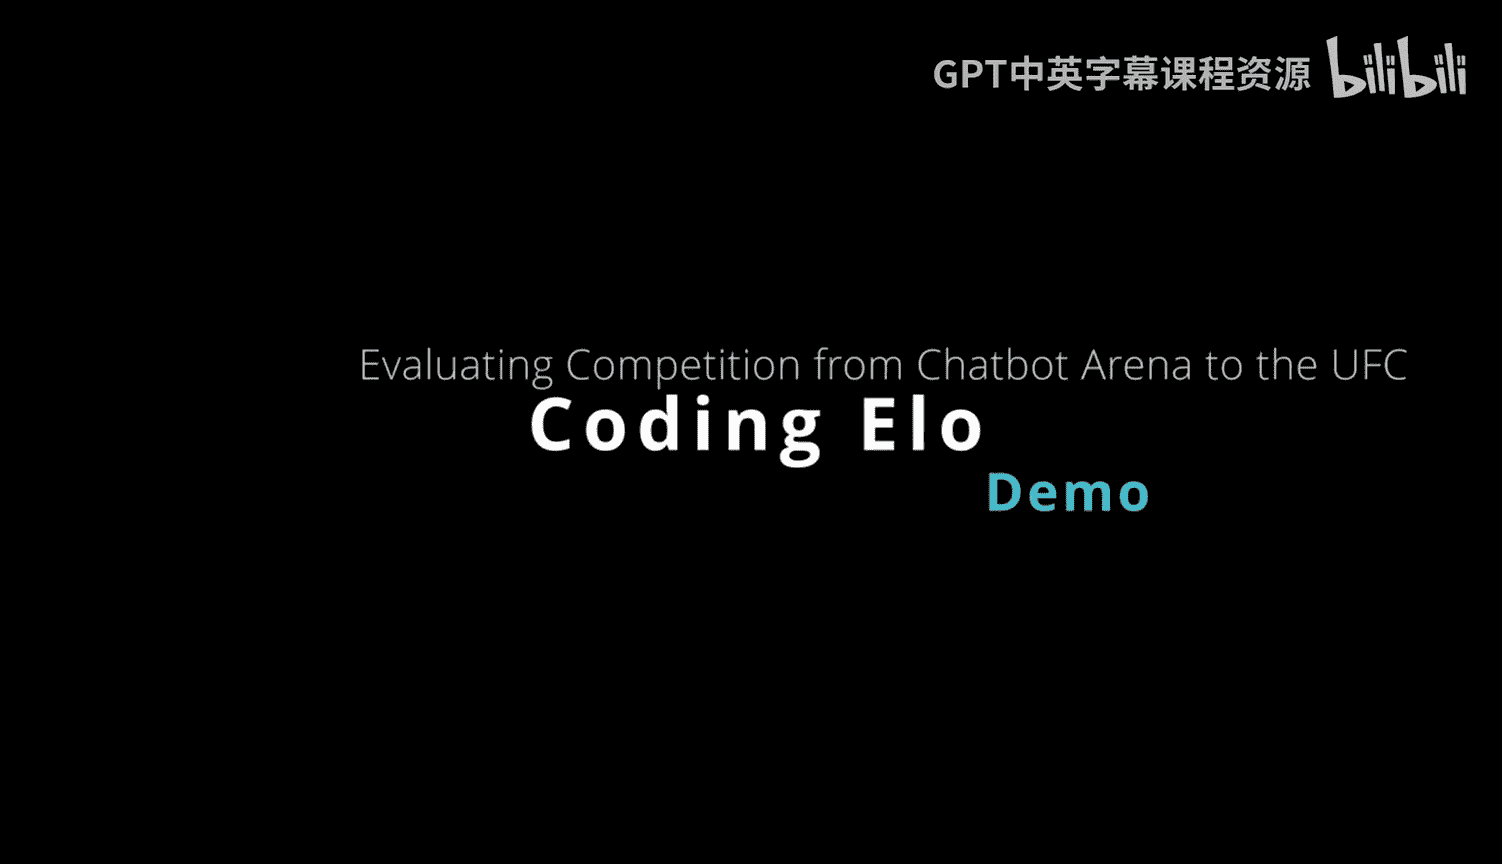 GPT中英字幕课程资源 bilibili
Evaluating Competition from Chatbot Arena to the UFC
Coding Elo
Demo